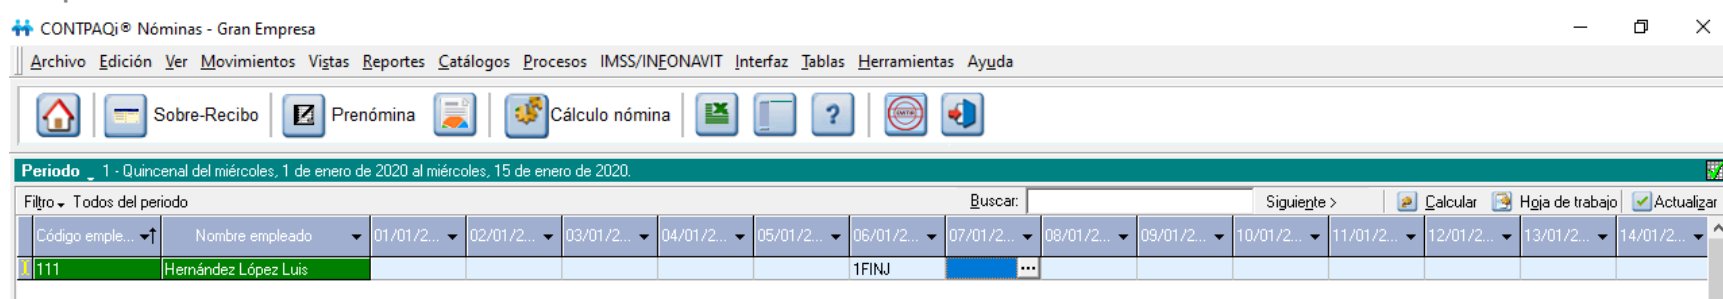 CONTPAQi® Nóminas - Gran Empresa
Archivo Edición Ver Movimientos Vistas Reportes Catálogos Procesos IMSS/INFONAVIT Interfaz Tablas Herramientas Ayuda
Sobre-Recibo Prenómina Cálculo nómina
Periodo 1 - Quincenal del miércoles, 1 de enero de 2020 al miércoles, 15 de enero de 2020.
Filtro Todos del periodo Buscar: Siguiente > Calcular Hoja de trabajo Actualizar
Código emple... Nombre empleado 01/01/2... 02/01/2... 03/01/2... 04/01/2... 05/01/2... 06/01/2... 07/01/2... 08/01/2... 09/01/2... 10/01/2... 11/01/2... 12/01/2... 13/01/2... 14/01/2...
111 Hernández López Luis 1FINJ ...